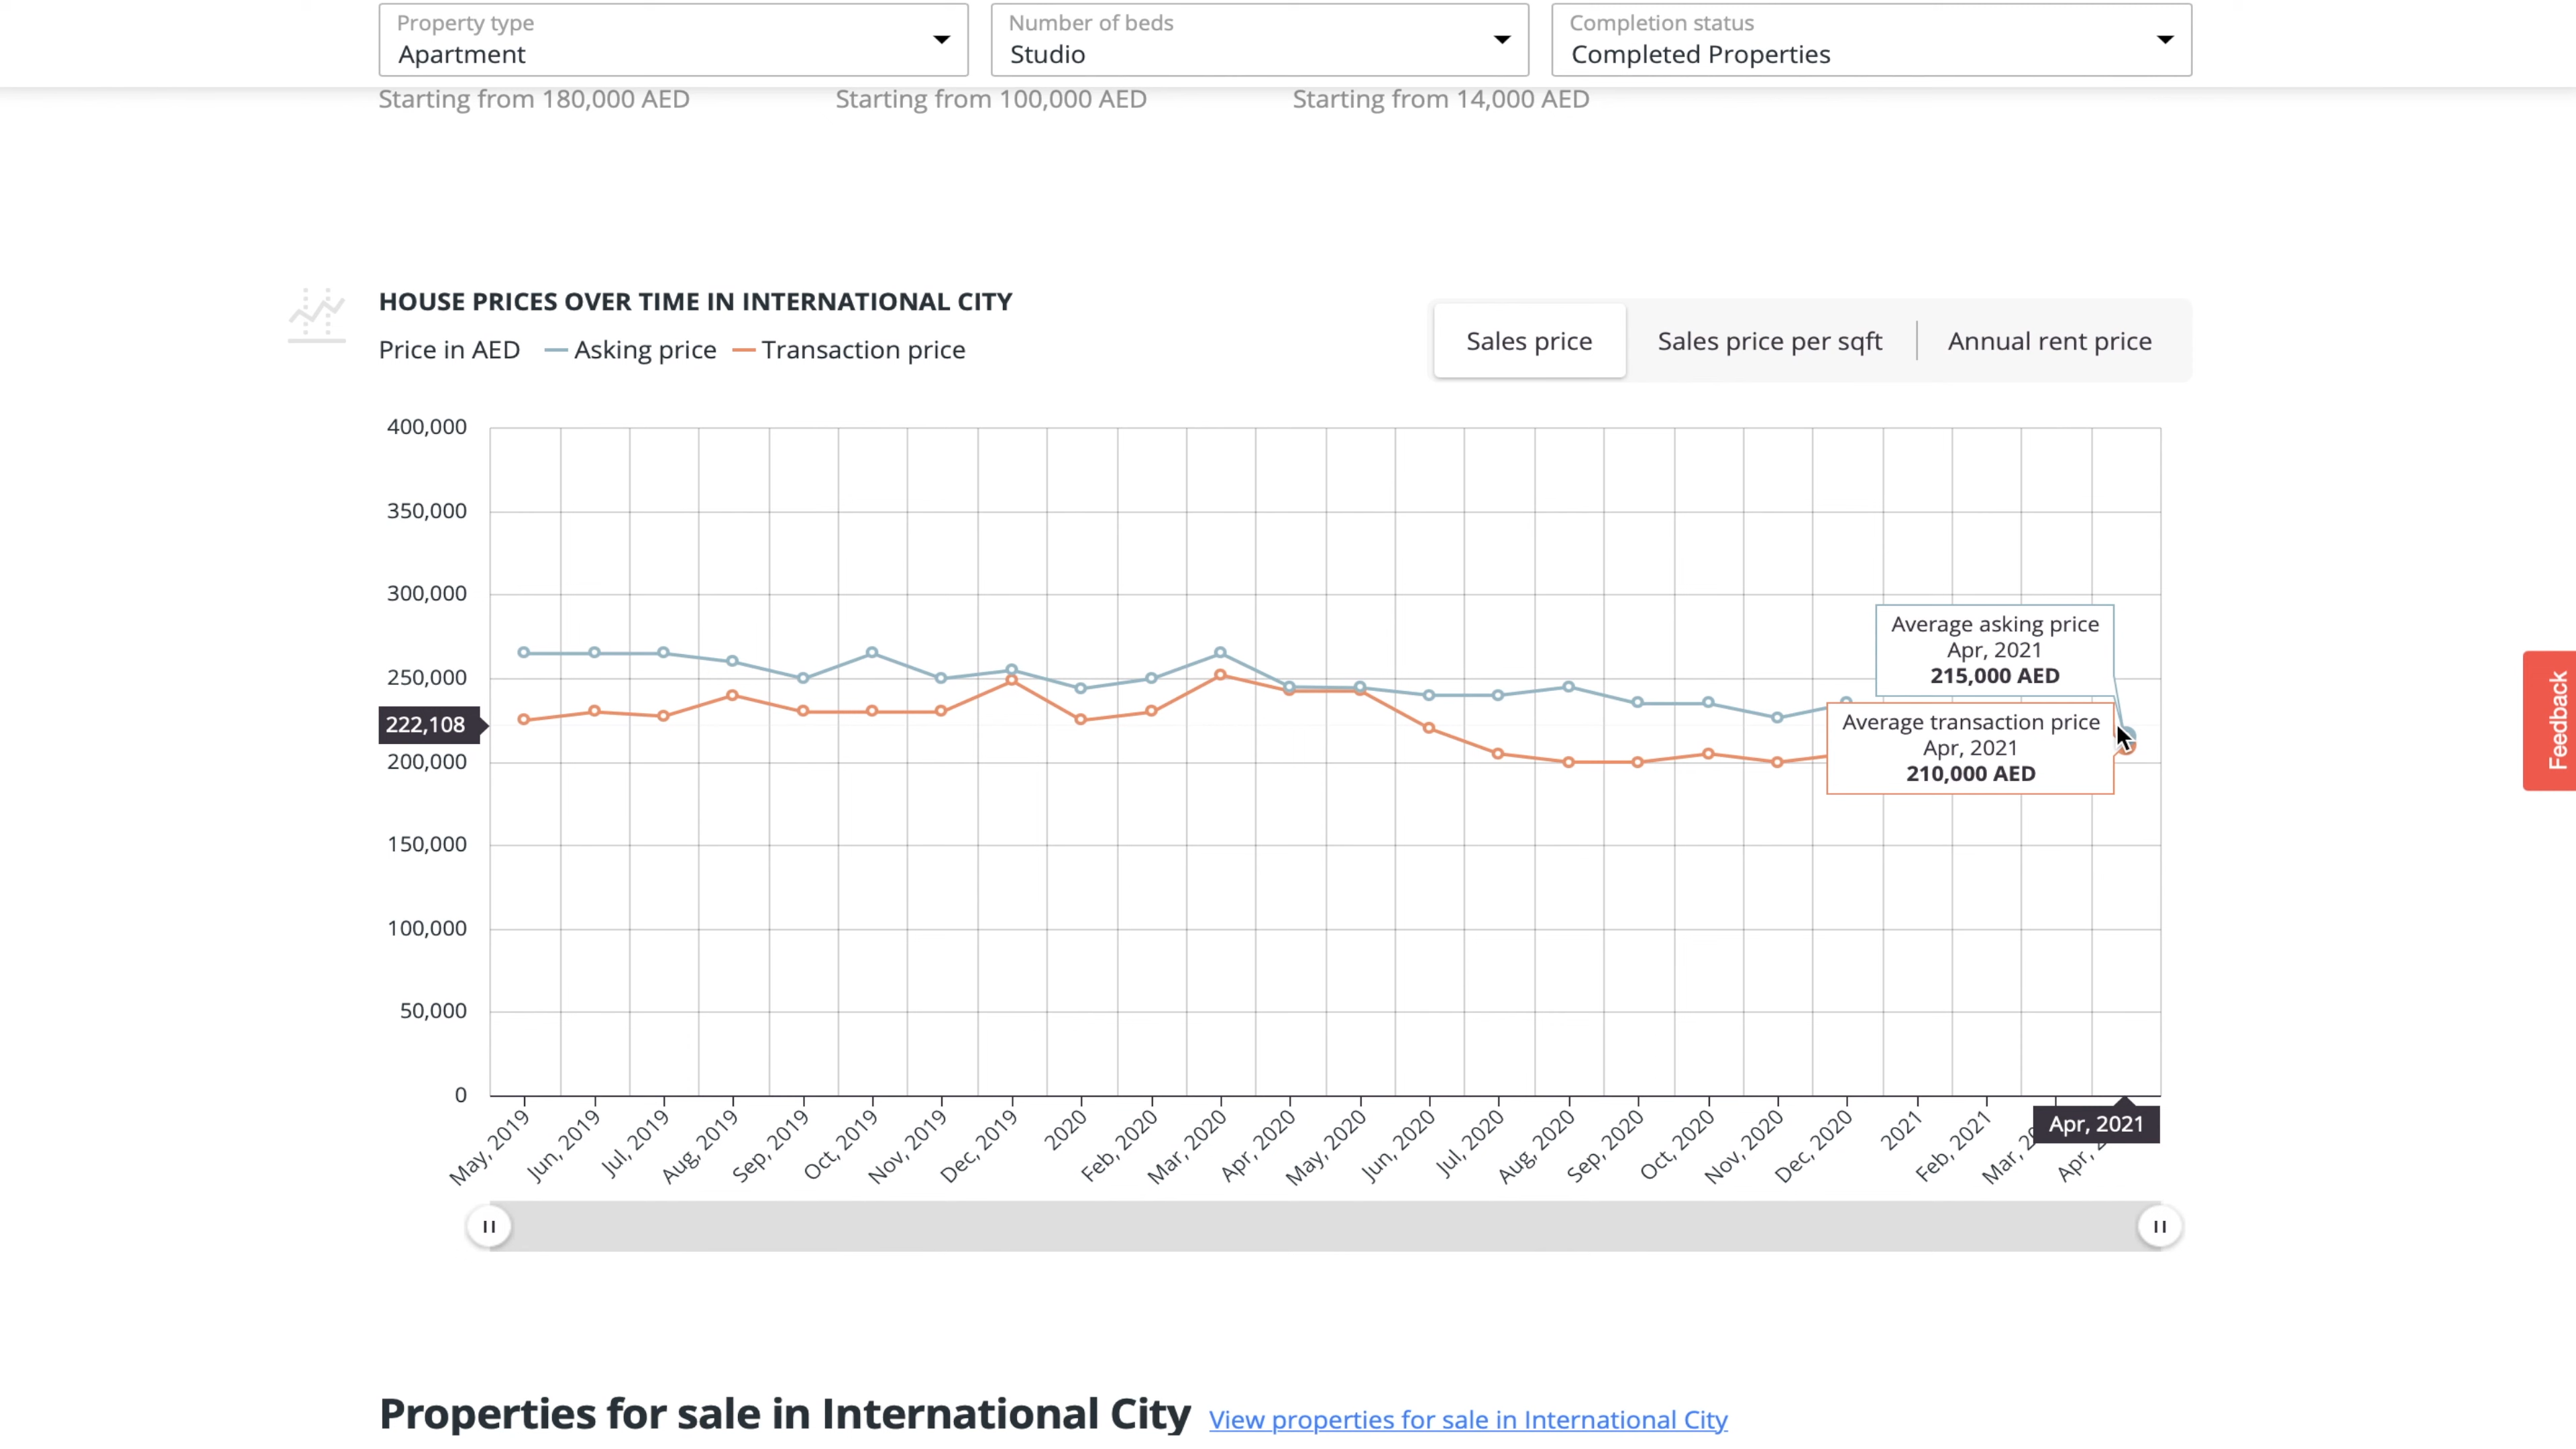 Property type
Apartment
Number of beds
Studio
Completion status
Completed Properties
Starting from 180,000 AED
Starting from 100,000 AED
Starting from 14,000 AED
HOUSE PRICES OVER TIME IN INTERNATIONAL CITY
Price in AED
Asking price
Transaction price
Sales price
Sales price per sqft
Annual rent price
400,000
350,000
300,000
250,000
222,108
200,000
150,000
100,000
50,000
0
Average asking price
Apr, 2021
215,000 AED
Average transaction price
Apr, 2021
210,000 AED
Feedback
May, 2019
Jun, 2019
Jul, 2019
Aug, 2019
Sep, 2019
Oct, 2019
Nov, 2019
Dec, 2019
2020
Feb, 2020
Mar, 2020
Apr, 2020
May, 2020
Jun, 2020
Jul, 2020
Aug, 2020
Sep, 2020
Oct, 2020
Nov, 2020
Dec, 2020
2021
Feb, 2021
Mar,
Apr,
Apr, 2021
Properties for sale in International City
View properties for sale in International City